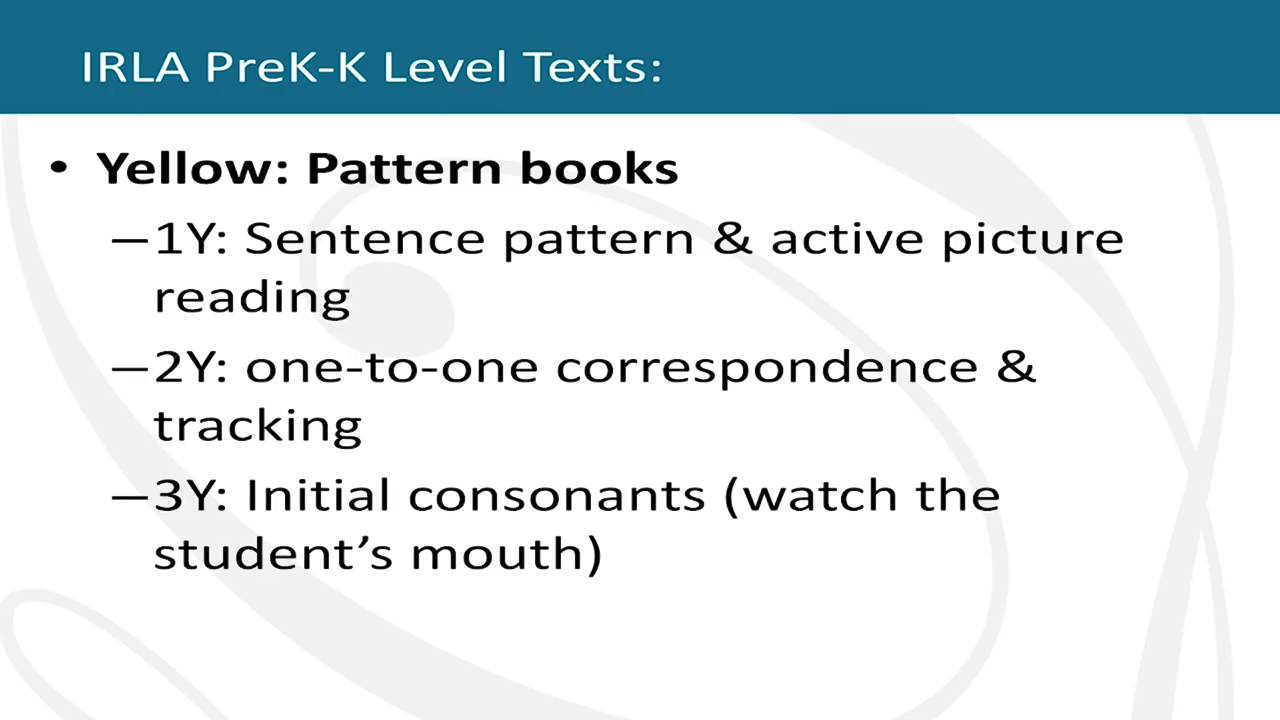 IRLA PreK-K Level Texts:
• Yellow: Pattern books
—1Y: Sentence pattern & active picture
reading
—2Y: one-to-one correspondence &
tracking
—3Y: Initial consonants (watch the
student’s mouth)